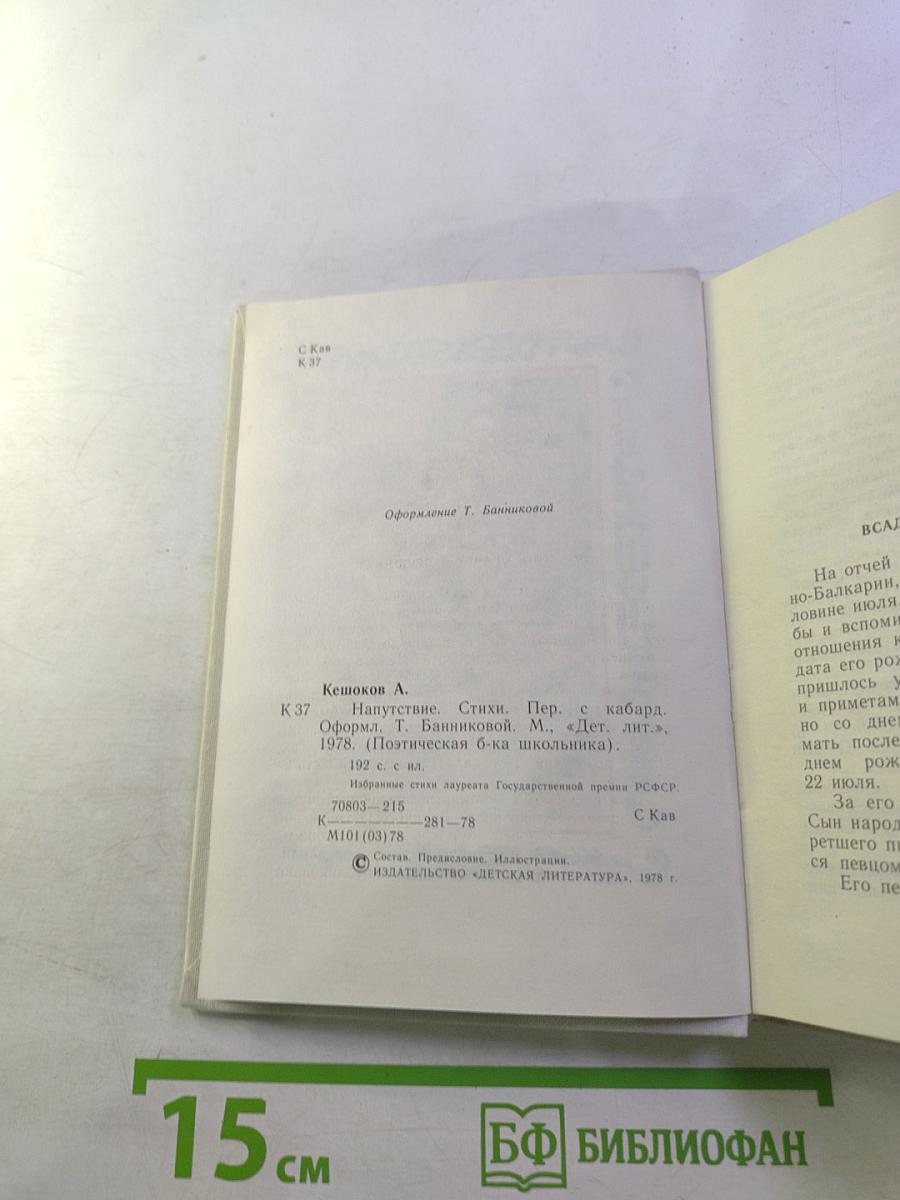 С Кав
К 37
Оформление Т. Банниковой
Кешоков А.
К 37 Напутствие. Стихи. Пер. с кабард.
Оформл. Т. Банниковой. М., «Дет. лит.»,
1978. (Поэтическая б-ка школьника).
192 с. с ил.
Избранные стихи лауреата Государственной премии РСФСР.
70803—215
К———————281—78
М101(03)78
С Кав
© Состав. Предисловие. Иллюстрации.
ИЗДАТЕЛЬСТВО «ДЕТСКАЯ ЛИТЕРАТУРА», 1978 г.
ВСАД
На отчей
но-Балкарии,
ловине июля.
бы и вспоми
отношения к
дата его рож
пришлось у
и приметам
но со дне
мать после
днем рож
22 июля.
За его
Сын народ
ретшего пи
ся певцом
Его пе
15 см
БФ БИБЛИОФАН